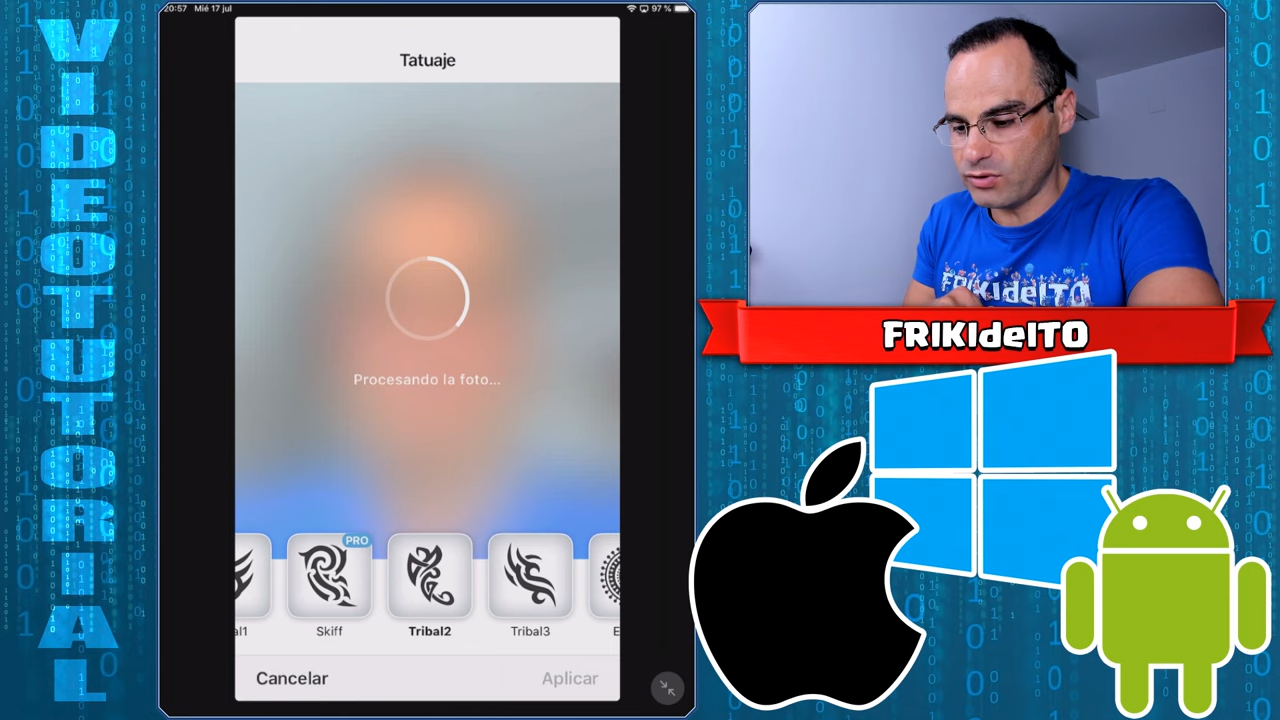 VIDEOTUTORIAL
20:57 Mié 17 jul
97 %
Tatuaje
Procesando la foto...
PRO
al1
Skiff
Tribal2
Tribal3
E
Cancelar
Aplicar
FRIKIdelTO
FRIKIdelTO